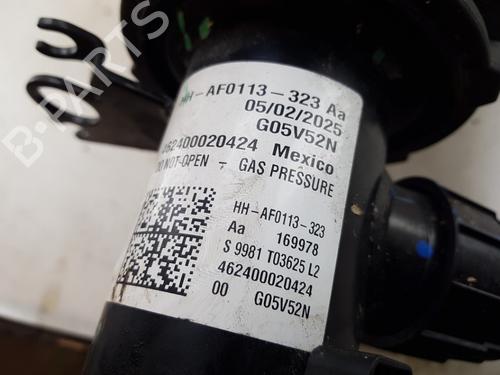 B-PARTS
HH-AF0113-323 Aa
05/02/2025
G05V52N
462400020424 Mexico
NOT-OPEN - GAS PRESSURE
HH-AF0113-323
Aa 169978
S 9981 T03625 L2
462400020424
00 G05V52N